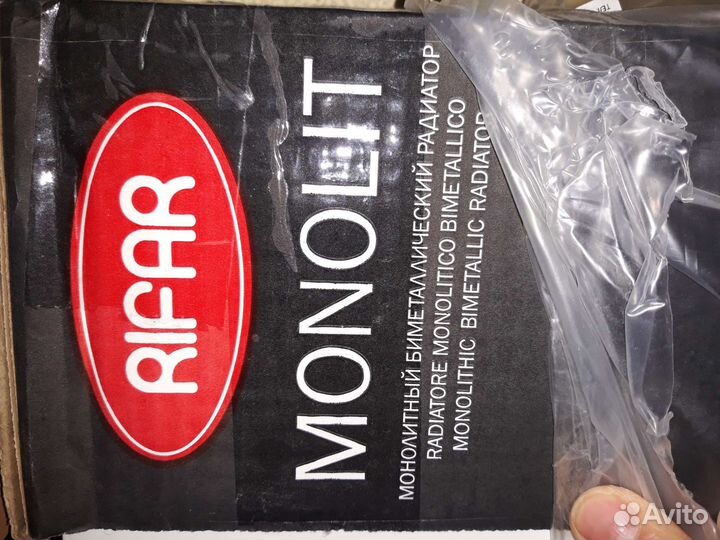 RIFAR
MONOLIT
МОНОЛИТНЫЙ БИМЕТАЛЛИЧЕСКИЙ РАДИАТОР
RADIATORE MONOLITICO BIMETALLICO
MONOLITHIC BIMETALLIC RADIATOR
Avito